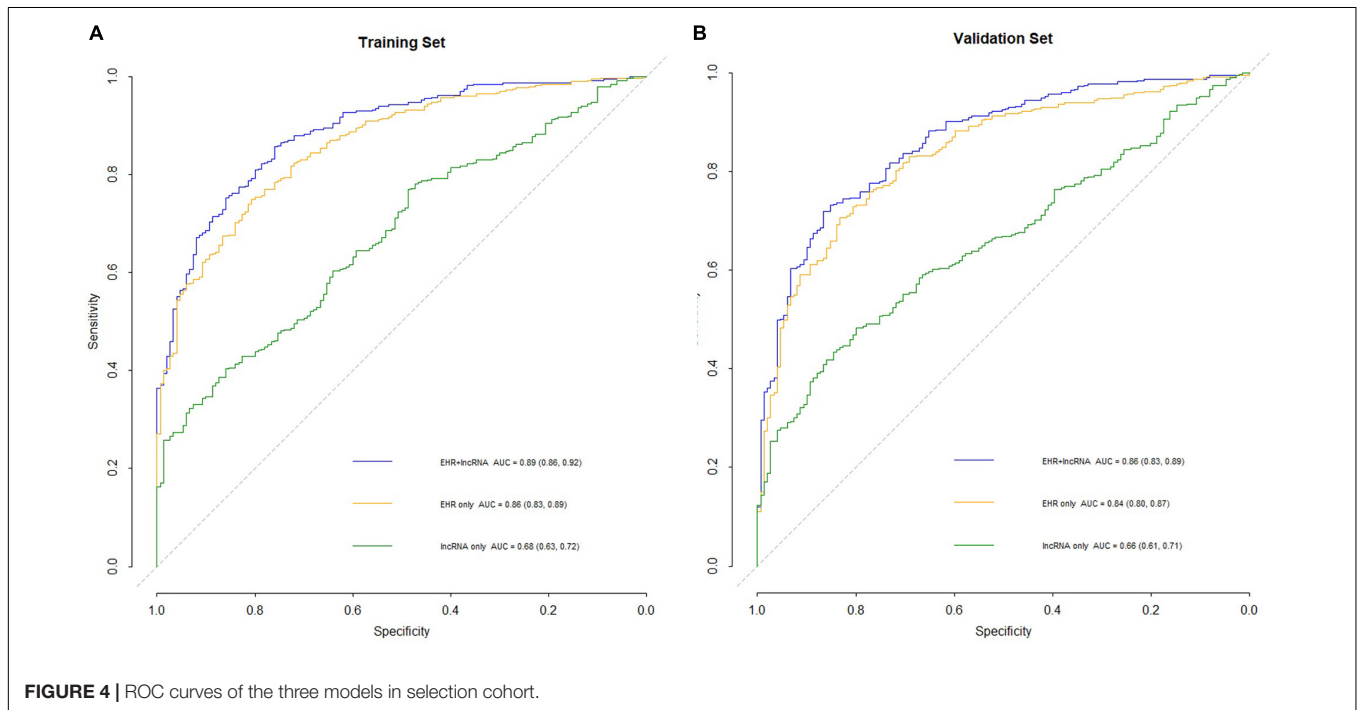 A
Training Set
Sensitivity
1.0
0.8
0.6
0.4
0.2
0.0
EHR+lncRNA AUC = 0.89 (0.86, 0.92)
EHR only AUC = 0.86 (0.83, 0.89)
lncRNA only AUC = 0.68 (0.63, 0.72)
1.0 0.8 0.6 0.4 0.2 0.0
Specificity
B
Validation Set
1.0
0.8
0.6
0.4
0.2
0.0
EHR+lncRNA AUC = 0.86 (0.83, 0.89)
EHR only AUC = 0.84 (0.80, 0.87)
lncRNA only AUC = 0.66 (0.61, 0.71)
1.0 0.8 0.6 0.4 0.2 0.0
Specificity
FIGURE 4 | ROC curves of the three models in selection cohort.